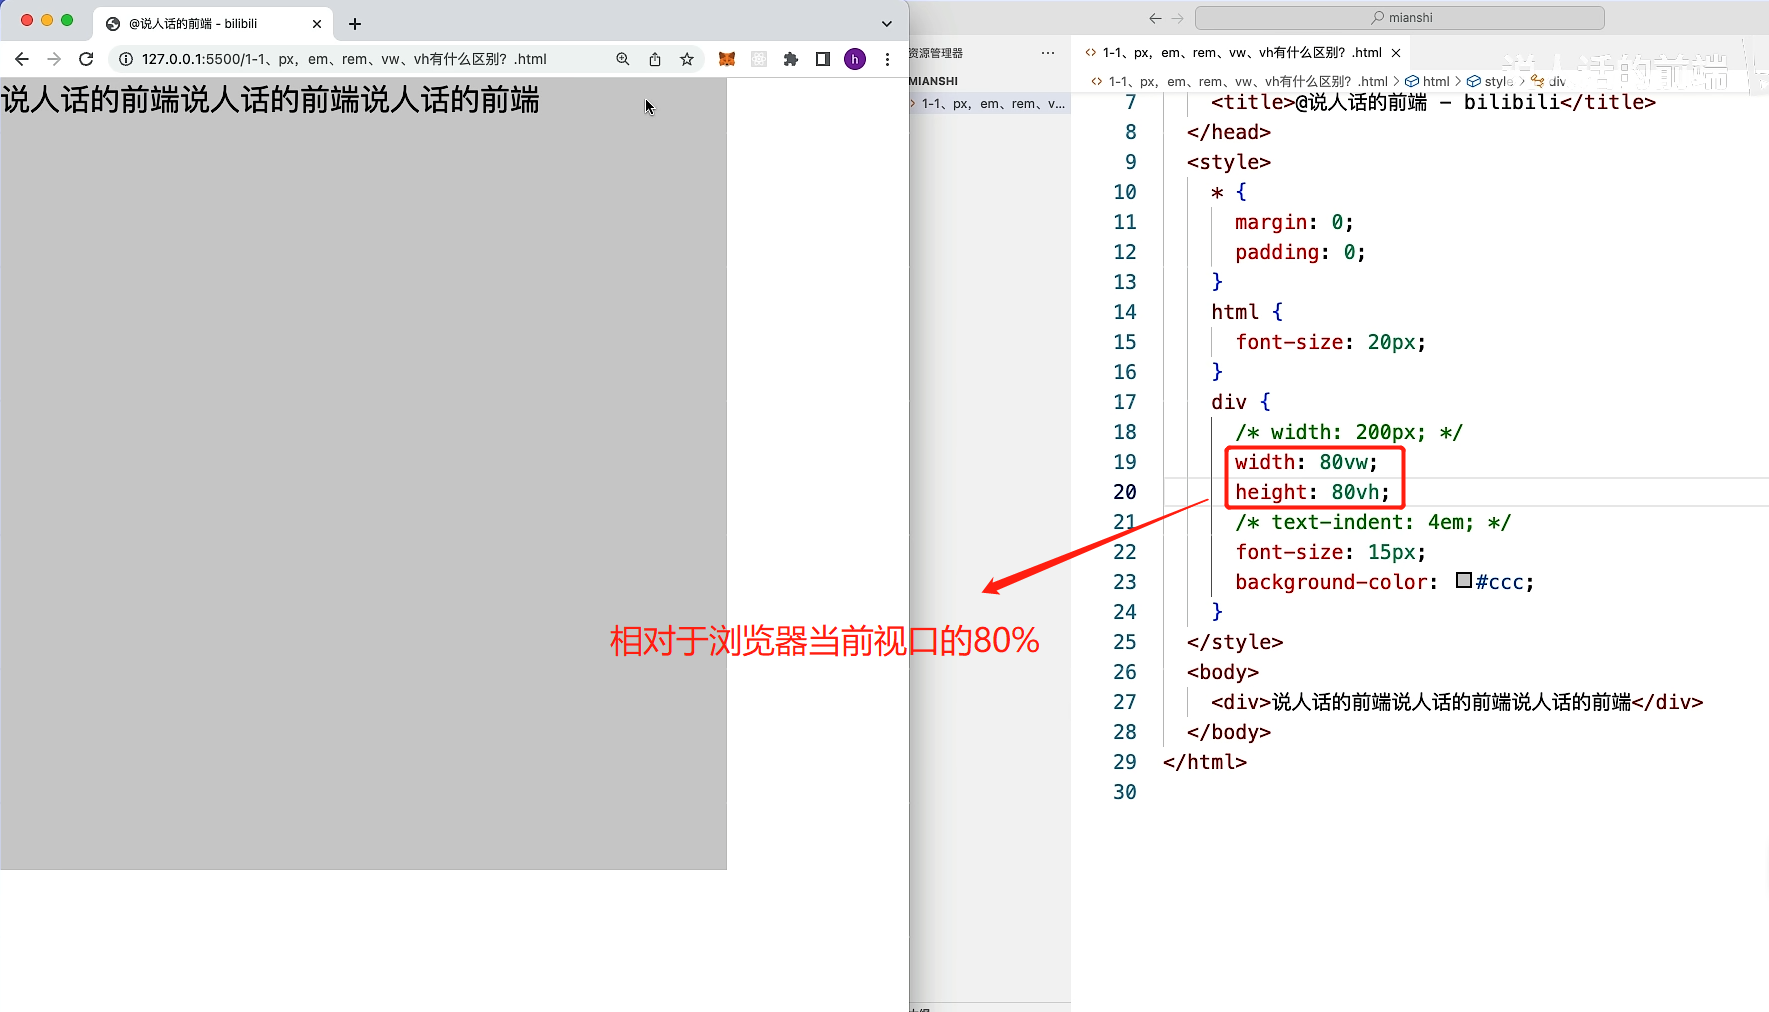 @说人话的前端 - bilibili
127.0.0.1:5500/1-1、px，em、rem、vw、vh有什么区别？.html
h
说人话的前端说人话的前端说人话的前端
mianshi
资源管理器
MIANSHI
1-1、px，em、rem、v...
1-1、px，em、rem、vw、vh有什么区别？.html
1-1、px，em、rem、vw、vh有什么区别？.html > html > style > div
说人话的前端
7 <title>@说人话的前端 - bilibili</title>
8 </head>
9 <style>
10 * {
11 margin: 0;
12 padding: 0;
13 }
14 html {
15 font-size: 20px;
16 }
17 div {
18 /* width: 200px; */
19 width: 80vw;
20 height: 80vh;
21 /* text-indent: 4em; */
22 font-size: 15px;
23 background-color: #ccc;
24 }
25 </style>
26 <body>
27 <div>说人话的前端说人话的前端说人话的前端</div>
28 </body>
29 </html>
30
相对于浏览器当前视口的80%